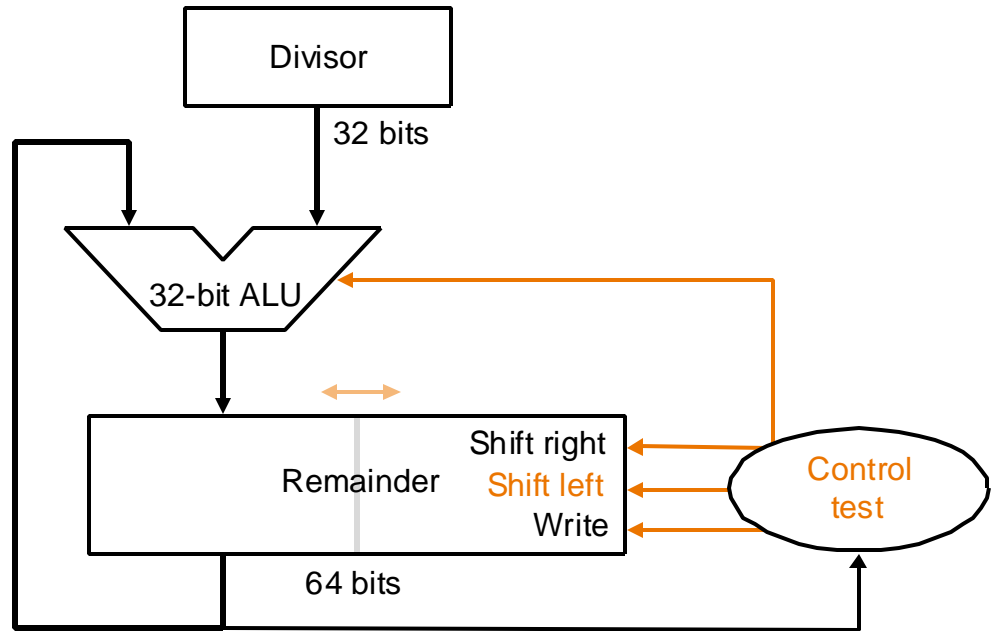 Divisor
32 bits
32-bit ALU
Shift right
Remainder
Shift left
Write
64 bits
Control
test